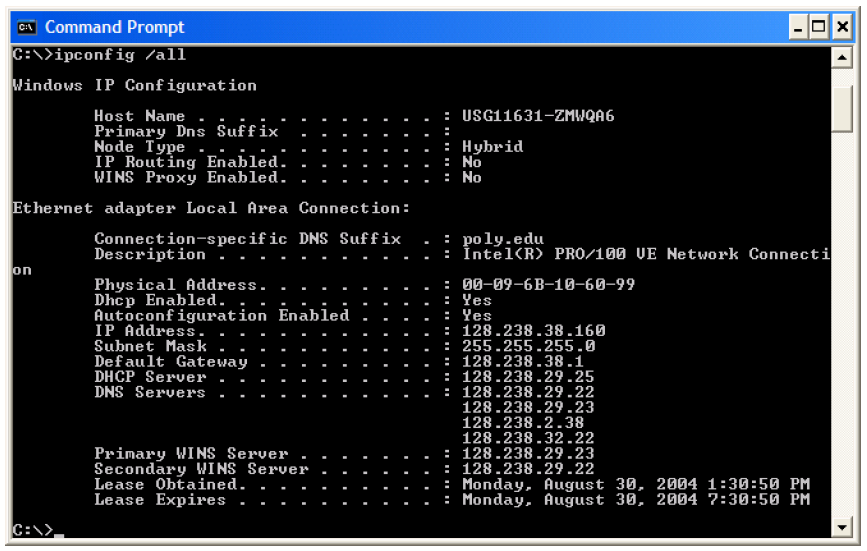 Command Prompt
C:\>ipconfig /all
Windows IP Configuration
Host Name . . . . . . . . . . . . : USG11631-ZMWQA6
Primary Dns Suffix  . . . . . . . :
Node Type . . . . . . . . . . . . : Hybrid
IP Routing Enabled. . . . . . . . : No
WINS Proxy Enabled. . . . . . . . : No
Ethernet adapter Local Area Connection:
Connection-specific DNS Suffix  . : poly.edu
Description . . . . . . . . . . . : Intel(R) PRO/100 VE Network Connecti
on
Physical Address. . . . . . . . . : 00-09-6B-10-60-99
Dhcp Enabled. . . . . . . . . . . : Yes
Autoconfiguration Enabled . . . . : Yes
IP Address. . . . . . . . . . . . : 128.238.38.160
Subnet Mask . . . . . . . . . . . : 255.255.255.0
Default Gateway . . . . . . . . . : 128.238.38.1
DHCP Server . . . . . . . . . . . : 128.238.29.25
DNS Servers . . . . . . . . . . . : 128.238.29.22
128.238.29.23
128.238.2.38
128.238.32.22
Primary WINS Server . . . . . . . : 128.238.29.23
Secondary WINS Server . . . . . . : 128.238.29.22
Lease Obtained. . . . . . . . . . : Monday, August 30, 2004 1:30:50 PM
Lease Expires . . . . . . . . . . : Monday, August 30, 2004 7:30:50 PM
C:\>_